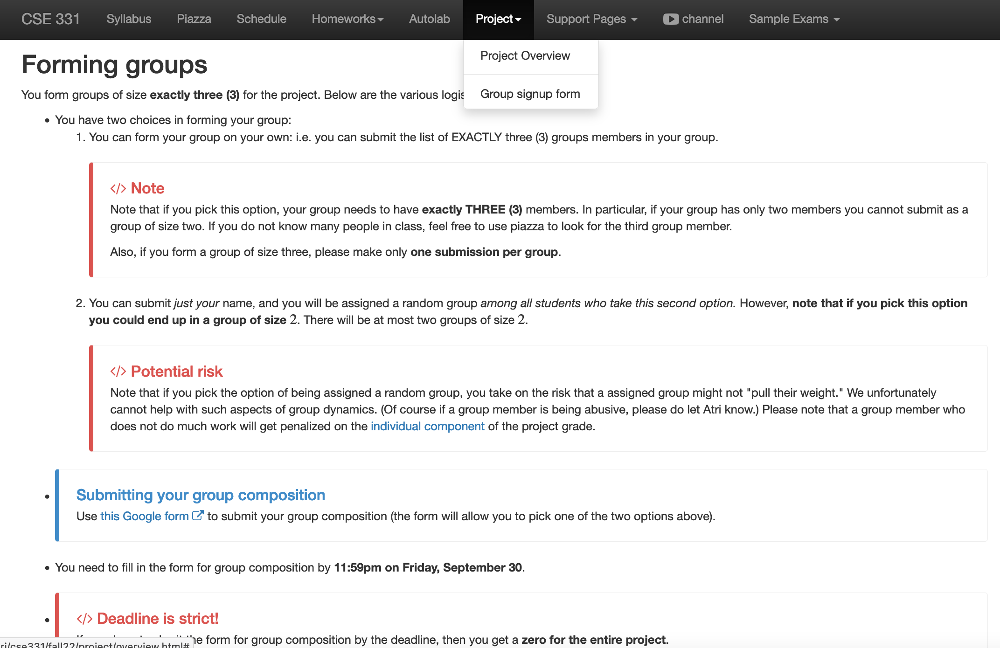 CSE 331 Syllabus Piazza Schedule Homeworks Autolab Project Support Pages channel Sample Exams
Project Overview
Group signup form
Forming groups
You form groups of size exactly three (3) for the project. Below are the various
• You have two choices in forming your group:
1. You can form your group on your own: i.e. you can submit the list of EXACTLY three (3) groups members in your group.
</> Note
Note that if you pick this option, your group needs to have exactly THREE (3) members. In particular, if your group has only two members you cannot submit as a
group of size two. If you do not know many people in class, feel free to use piazza to look for the third group member.
Also, if you form a group of size three, please make only one submission per group.
2. You can submit just your name, and you will be assigned a random group among all students who take this second option. However, note that if you pick this option
you could end up in a group of size 2. There will be at most two groups of size 2.
</> Potential risk
Note that if you pick the option of being assigned a random group, you take on the risk that a assigned group might not "pull their weight." We unfortunately
cannot help with such aspects of group dynamics. (Of course if a group member is being abusive, please do let Atri know.) Please note that a group member who
does not do much work will get penalized on the individual component of the project grade.
• Submitting your group composition
Use this Google form to submit your group composition (the form will allow you to pick one of the two options above).
• You need to fill in the form for group composition by 11:59pm on Friday, September 30.
• </> Deadline is strict!
the form for group composition by the deadline, then you get a zero for the entire project.
ri/cse331/fall22/project/overview.html#